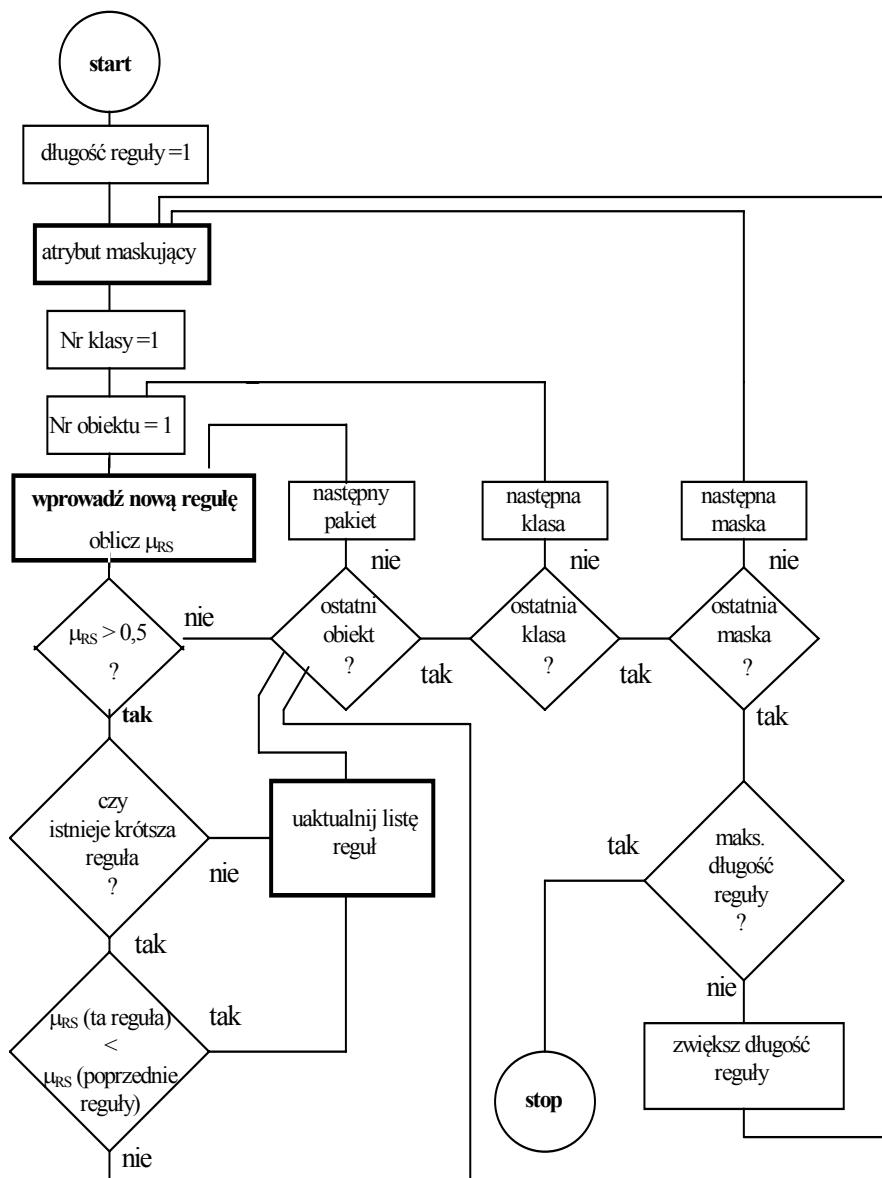 start
długość reguły =1
atrybut maskujący
Nr klasy =1
Nr obiektu = 1
wprowadź nową regułę
oblicz μRS
następny
pakiet
następna
klasa
następna
maska
nie
nie
nie
μRS > 0,5
?
nie
tak
ostatni
obiekt
?
tak
ostatnia
klasa
?
tak
ostatnia
maska
?
tak
czy
istnieje krótsza
reguła
?
nie
tak
uaktualnij listę
reguł
maks.
długość
reguły
?
tak
nie
μRS (ta reguła)
<
μRS (poprzednie
reguły)
tak
nie
zwiększ długość
reguły
stop